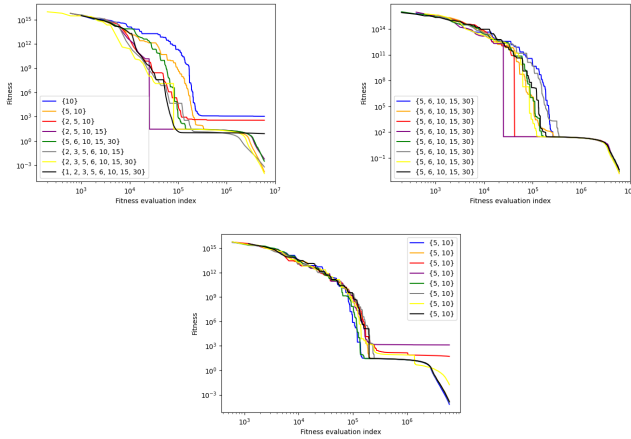 10^15
10^12
10^9
10^6
10^3
10^0
10^-3
Fitness
{10}
{5, 10}
{2, 5, 10}
{2, 5, 10, 15}
{5, 6, 10, 15, 30}
{2, 3, 5, 6, 10, 15}
{2, 3, 5, 6, 10, 15, 30}
{1, 2, 3, 5, 6, 10, 15, 30}
10^3 10^4 10^5 10^6 10^7
Fitness evaluation index
10^14
10^11
10^8
10^5
10^2
10^-1
Fitness
{5, 6, 10, 15, 30}
{5, 6, 10, 15, 30}
{5, 6, 10, 15, 30}
{5, 6, 10, 15, 30}
{5, 6, 10, 15, 30}
{5, 6, 10, 15, 30}
{5, 6, 10, 15, 30}
{5, 6, 10, 15, 30}
10^3 10^4 10^5 10^6 10^7
Fitness evaluation index
10^15
10^12
10^9
10^6
10^3
10^0
10^-3
Fitness
{5, 10}
{5, 10}
{5, 10}
{5, 10}
{5, 10}
{5, 10}
{5, 10}
{5, 10}
10^3 10^4 10^5 10^6
Fitness evaluation index